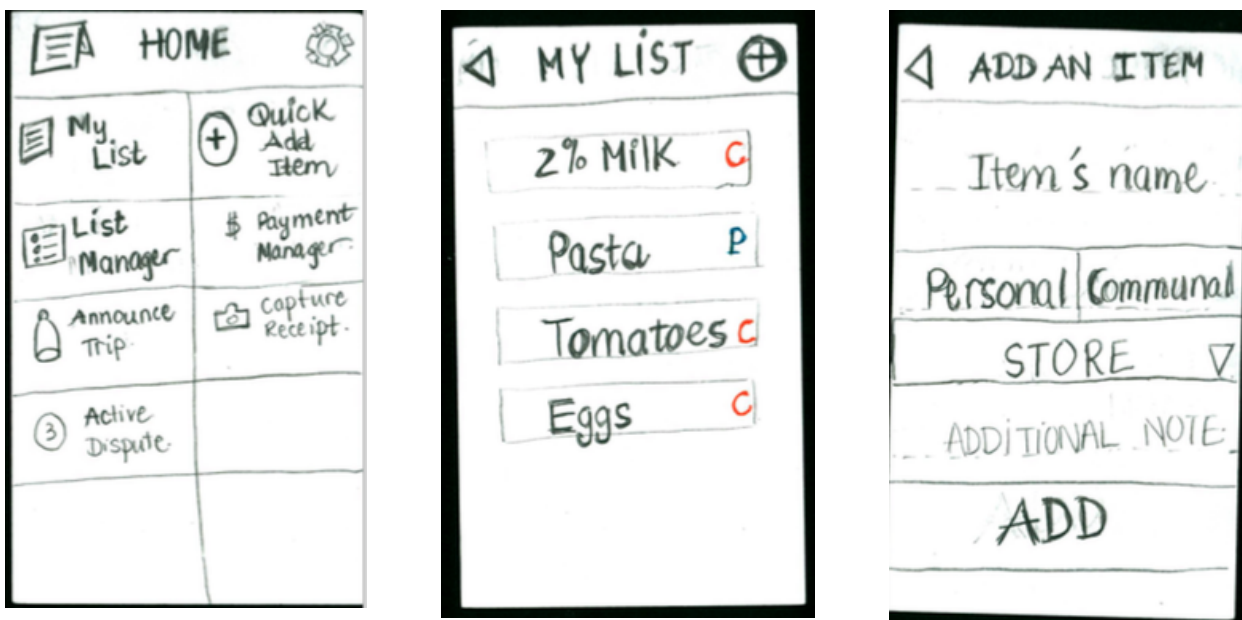 HOME
My
List
+
Quick
Add
Item
List
Manager
$ Payment
Manager.
Announce
Trip.
Capture
Receipt.
3
Active
Dispute.
MY LIST
+
2% Milk C
Pasta P
Tomatoes C
Eggs C
ADD AN ITEM
Item's name
Personal Communal
STORE
ADDITIONAL NOTE
ADD